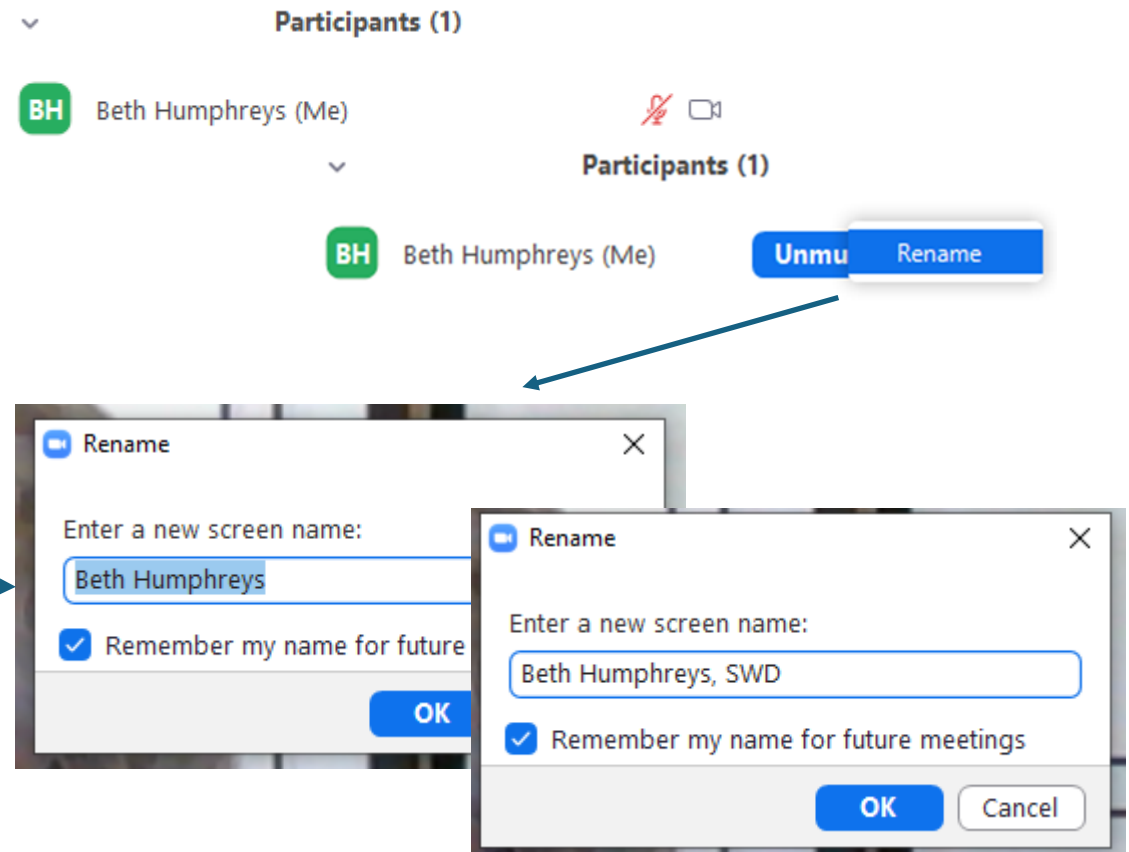 Participants (1)
BH Beth Humphreys (Me)
Participants (1)
BH Beth Humphreys (Me) Unmu Rename
Rename
Enter a new screen name:
Beth Humphreys
Remember my name for future
OK
Rename
Enter a new screen name:
Beth Humphreys, SWD
Remember my name for future meetings
OK Cancel